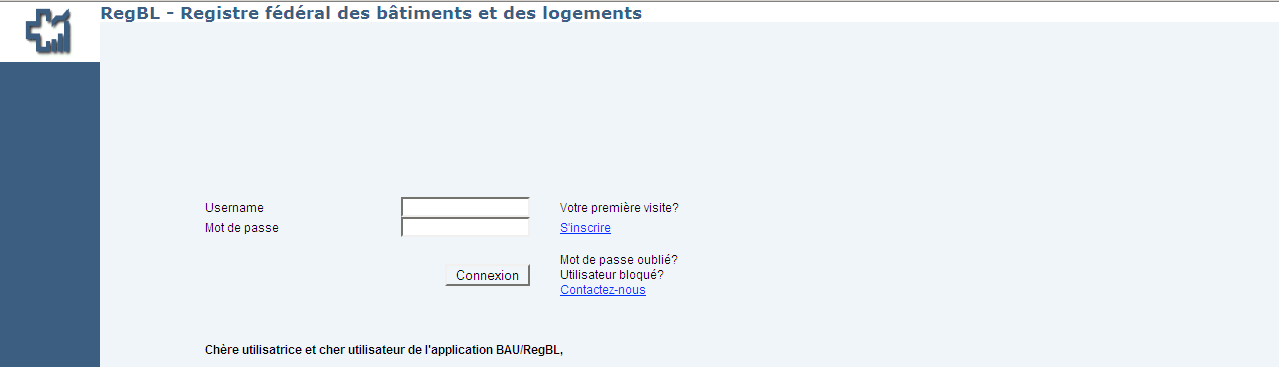 RegBL - Registre fédéral des bâtiments et des logements
Username
Votre première visite?
Mot de passe
S'inscrire
Mot de passe oublié?
Connexion
Utilisateur bloqué?
Contactez-nous
Chère utilisatrice et cher utilisateur de l'application BAU/RegBL,